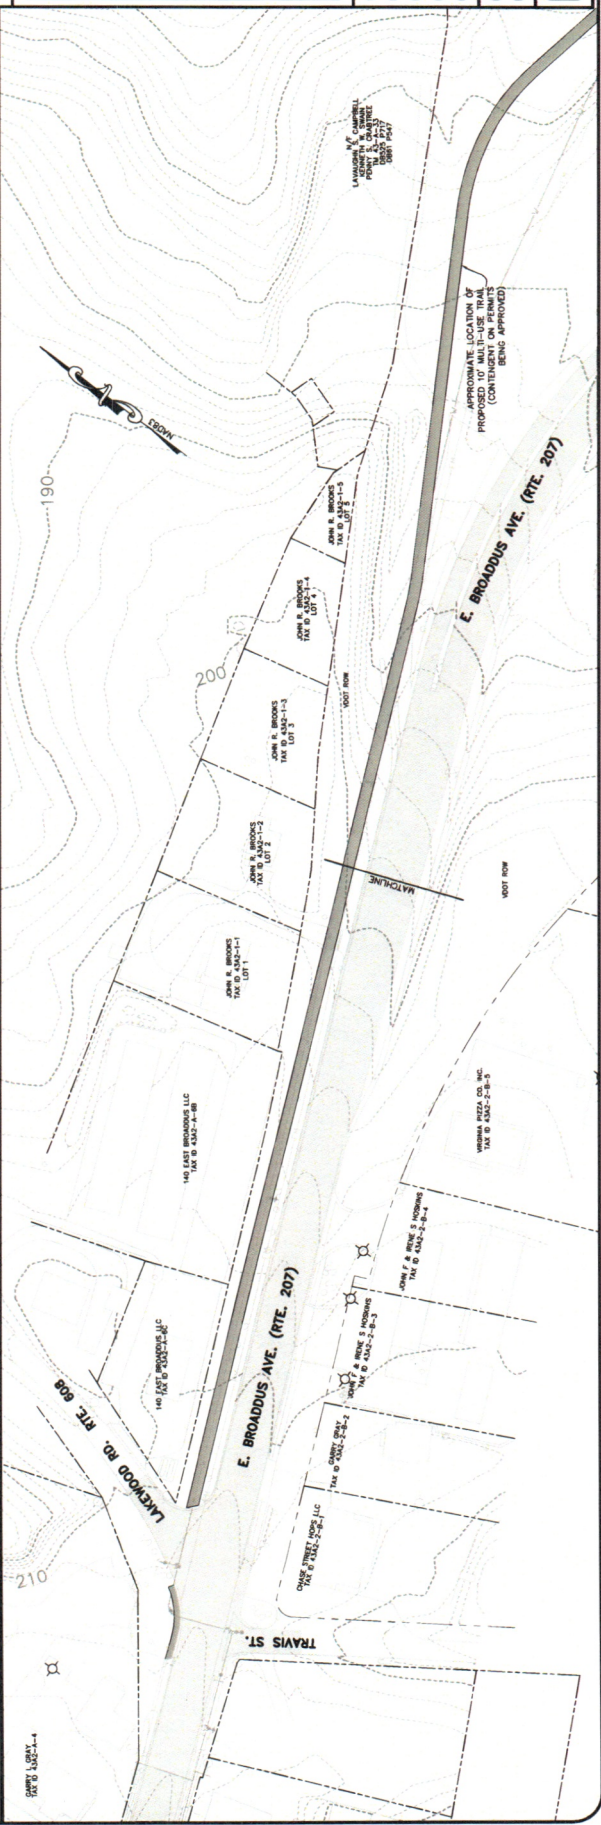 N/F
LAVAUGHN S. CAMPBELL
KENNETH W. SWAIN
PENNY S. CRABTREE
TM 43-A-33
DB525 P717
DB61 P547
APPROXIMATE LOCATION OF
PROPOSED 10' MULTI-USE TRAIL
(CONTENGENT ON PERMITS
BEING APPROVED)
NAD83
190
E. BROADDUS AVE. (RTE. 207)
JOHN R. BROOKS
TAX ID 43A2-1-5
LOT 5
JOHN R. BROOKS
TAX ID 43A2-1-4
LOT 4
200
VDOT ROW
JOHN R. BROOKS
TAX ID 43A2-1-3
LOT 3
JOHN R. BROOKS
TAX ID 43A2-1-2
LOT 2
MATCHLINE
VDOT ROW
JOHN R. BROOKS
TAX ID 43A2-1-1
LOT 1
140 EAST BROADDUS LLC
TAX ID 43A2-A-6B
VIRGINIA PIZZA CO. INC.
TAX ID 43A2-2-B-5
JOHN F & IRENE S HOSKINS
TAX ID 43A2-2-B-4
E. BROADDUS AVE. (RTE. 207)
JOHN F & IRENE S HOSKINS
TAX ID 43A2-2-B-3
140 EAST BROADDUS LLC
TAX ID 43A2-A-6C
LAKEWOOD RD. RTE. 608
GARRY GRAY
TAX ID 43A2-2-B-2
CHASE STREET HOPS LLC
TAX ID 43A2-2-B-1
210
TRAVIS ST.
GARRY L GRAY
TAX ID 43A2-A-4